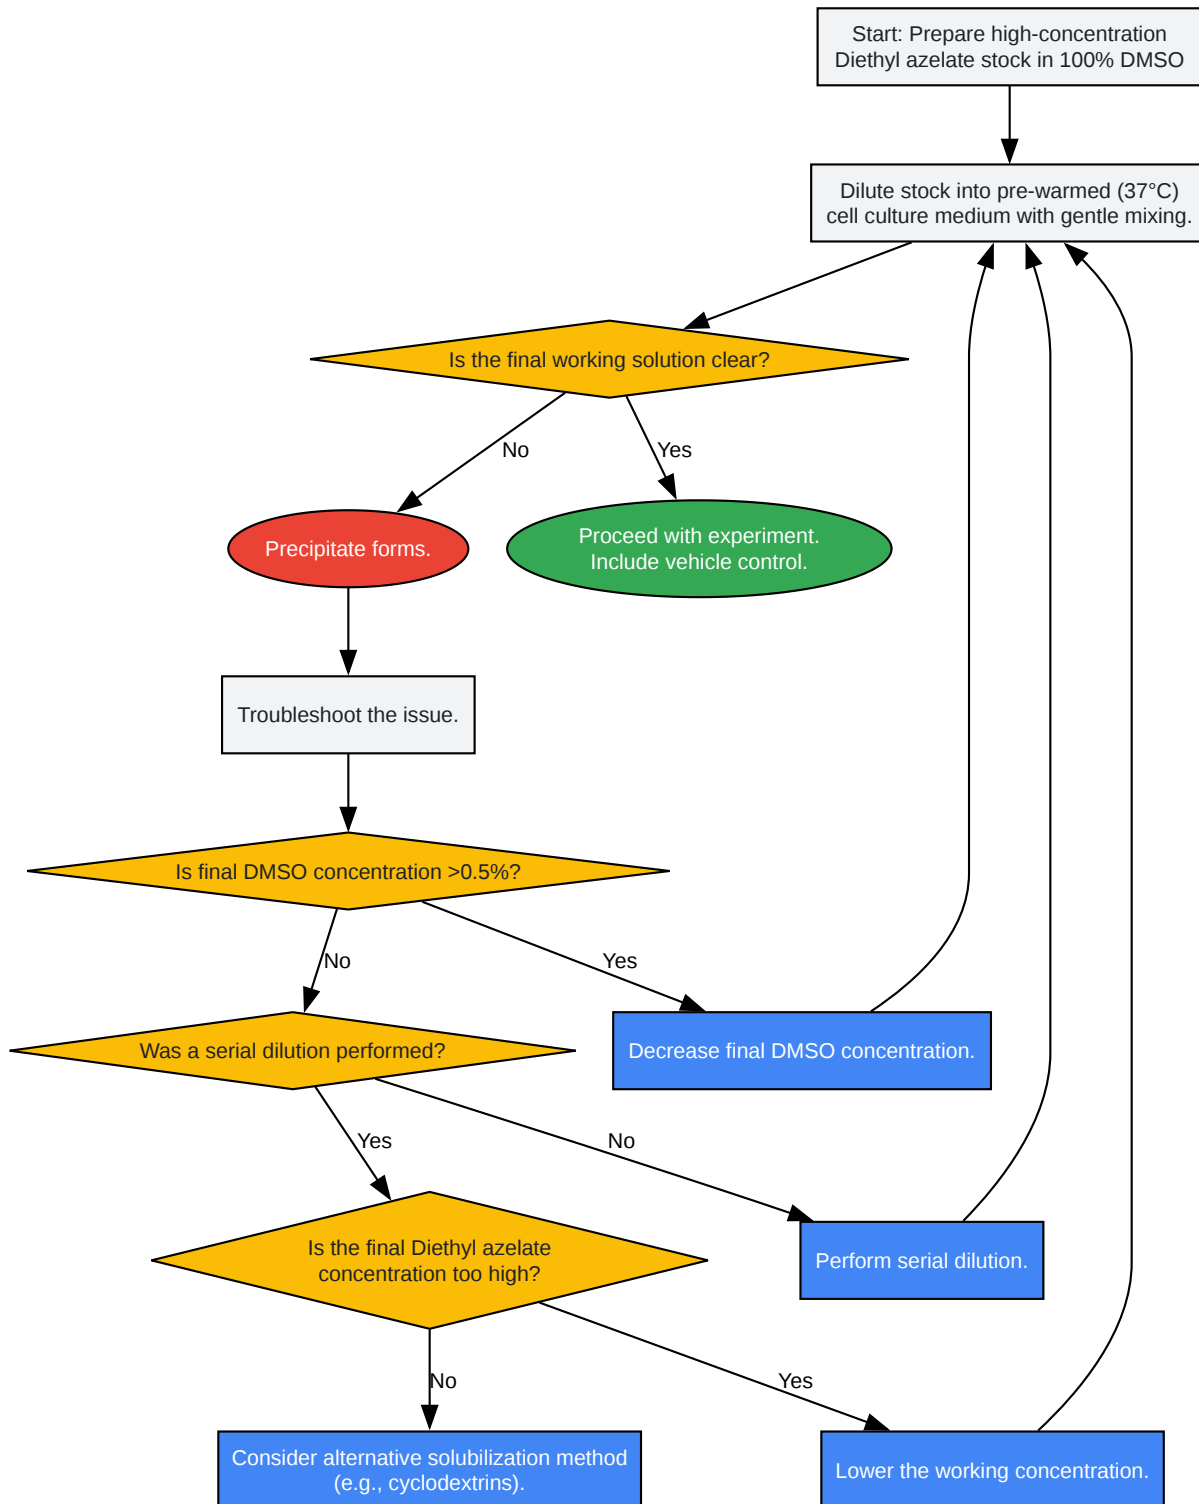 Start: Prepare high-concentration
Diethyl azelate stock in 100% DMSO
Dilute stock into pre-warmed (37°C)
cell culture medium with gentle mixing.
Is the final working solution clear?
No
Yes
Precipitate forms.
Proceed with experiment.
Include vehicle control.
Troubleshoot the issue.
Is final DMSO concentration >0.5%?
No
Yes
Was a serial dilution performed?
Decrease final DMSO concentration.
Yes
No
Is the final Diethyl azelate
concentration too high?
Perform serial dilution.
No
Yes
Consider alternative solubilization method
(e.g., cyclodextrins).
Lower the working concentration.